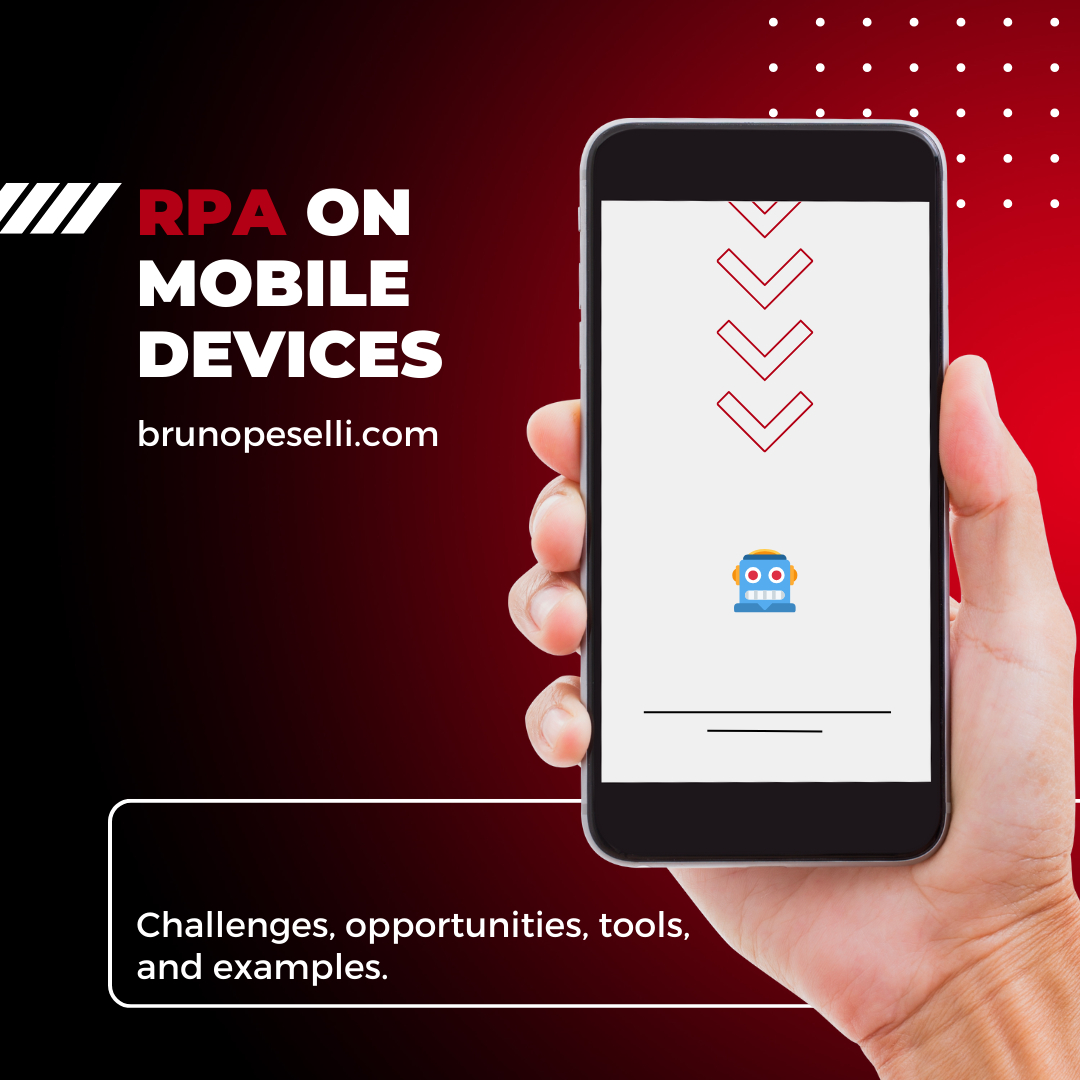 RPA ON
MOBILE
DEVICES
brunopeselli.com
Challenges, opportunities, tools,
and examples.